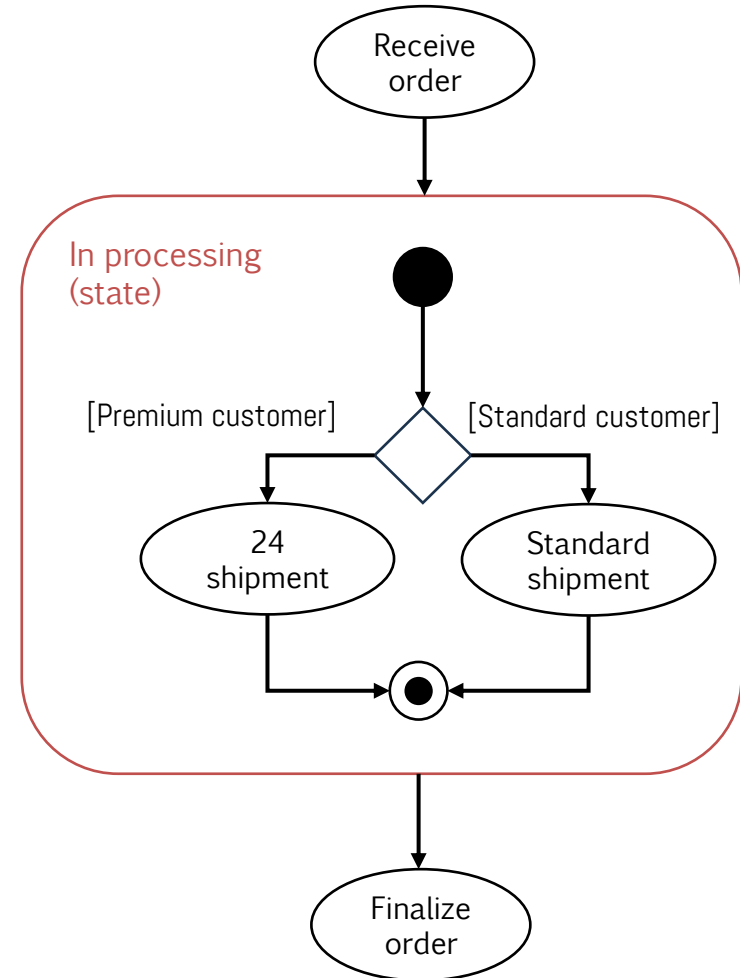 Receive
order
In processing
(state)
[Premium customer]
[Standard customer]
24
shipment
Standard
shipment
Finalize
order